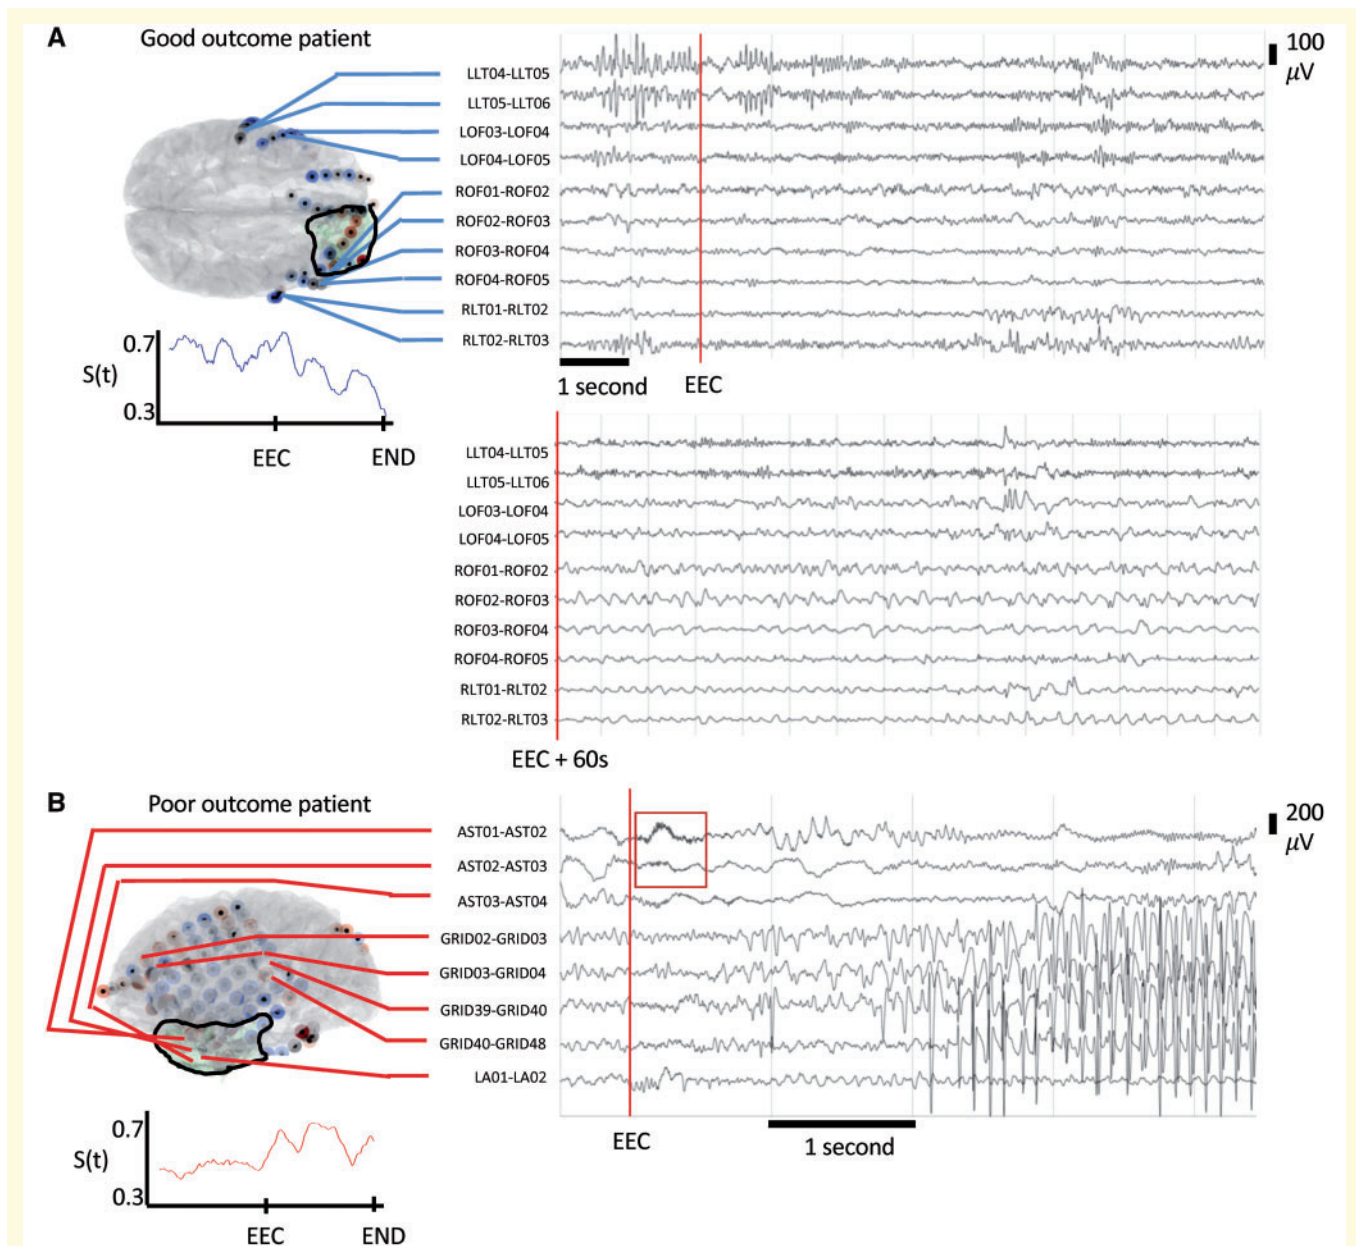 A
Good outcome patient
LLT04-LLT05
LLT05-LLT06
LOF03-LOF04
LOF04-LOF05
ROF01-ROF02
ROF02-ROF03
ROF03-ROF04
ROF04-ROF05
RLT01-RLT02
RLT02-RLT03
100
μV
1 second
EEC
0.7
S(t)
0.3
EEC
END
LLT04-LLT05
LLT05-LLT06
LOF03-LOF04
LOF04-LOF05
ROF01-ROF02
ROF02-ROF03
ROF03-ROF04
ROF04-ROF05
RLT01-RLT02
RLT02-RLT03
EEC + 60s
B
Poor outcome patient
AST01-AST02
AST02-AST03
AST03-AST04
GRID02-GRID03
GRID03-GRID04
GRID39-GRID40
GRID40-GRID48
LA01-LA02
200
μV
EEC
1 second
0.7
S(t)
0.3
EEC
END